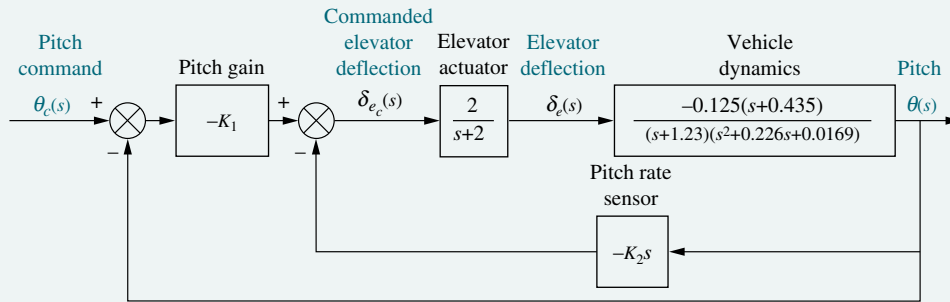 Pitch
command
θc(s)
+
−
Pitch gain
−K1
+
−
Commanded
elevator
deflection
δec(s)
Elevator
actuator
2
s+2
Elevator
deflection
δe(s)
Vehicle
dynamics
−0.125(s+0.435)
(s+1.23)(s²+0.226s+0.0169)
Pitch
θ(s)
Pitch rate
sensor
−K2s